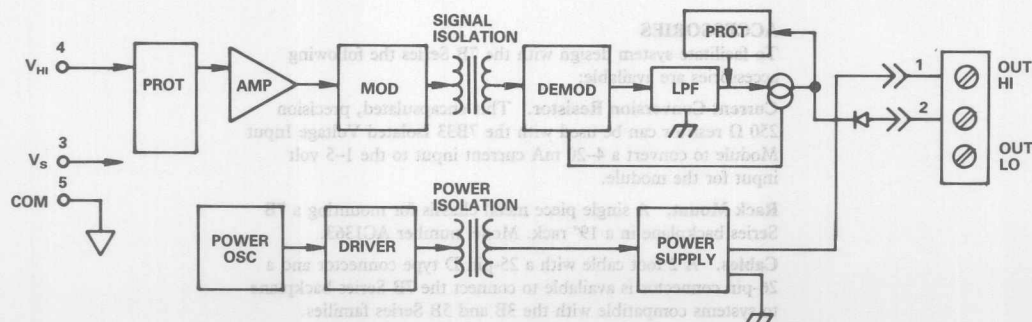 SIGNAL
ISOLATION
PROT
4
V_HI
PROT
AMP
MOD
DEMOD
LPF
1
OUT
HI
2
3
V_S
OUT
LO
5
COM
POWER
ISOLATION
POWER
OSC
DRIVER
POWER
SUPPLY
ACCESSORIES
To facilitate system design with the 7B Series the following
accessories are available:
Current Conversion Resistor. The encapsulated, precision
250 Ω resistor can be used with the 7B33 Isolated Voltage Input
Module to convert a 4–20 mA current input to the 1–5 volt
input for the module.
Rack Mount. A single piece metal chassis for mounting a 7B
Series backplane in a 19" rack. Model number AC1363.
Cables. foot cable with a 25-pin D type connector and a
26-pin connector is available to connect the 7B Series backplane
to systems compatible with the 3B and 5B Series families.